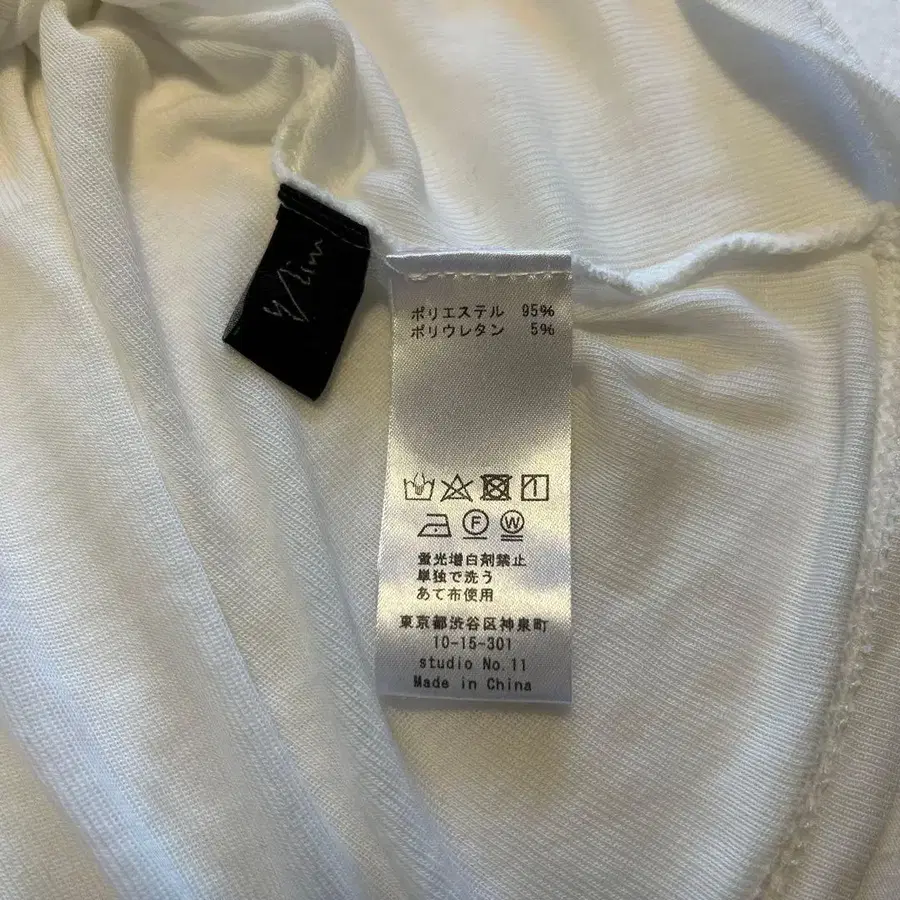 ポリエステル 95%
ポリウレタン 5%
F W
蛍光増白剤禁止
単独で洗う
あて布使用
東京都渋谷区神泉町
10-15-301
studio No.11
Made in China